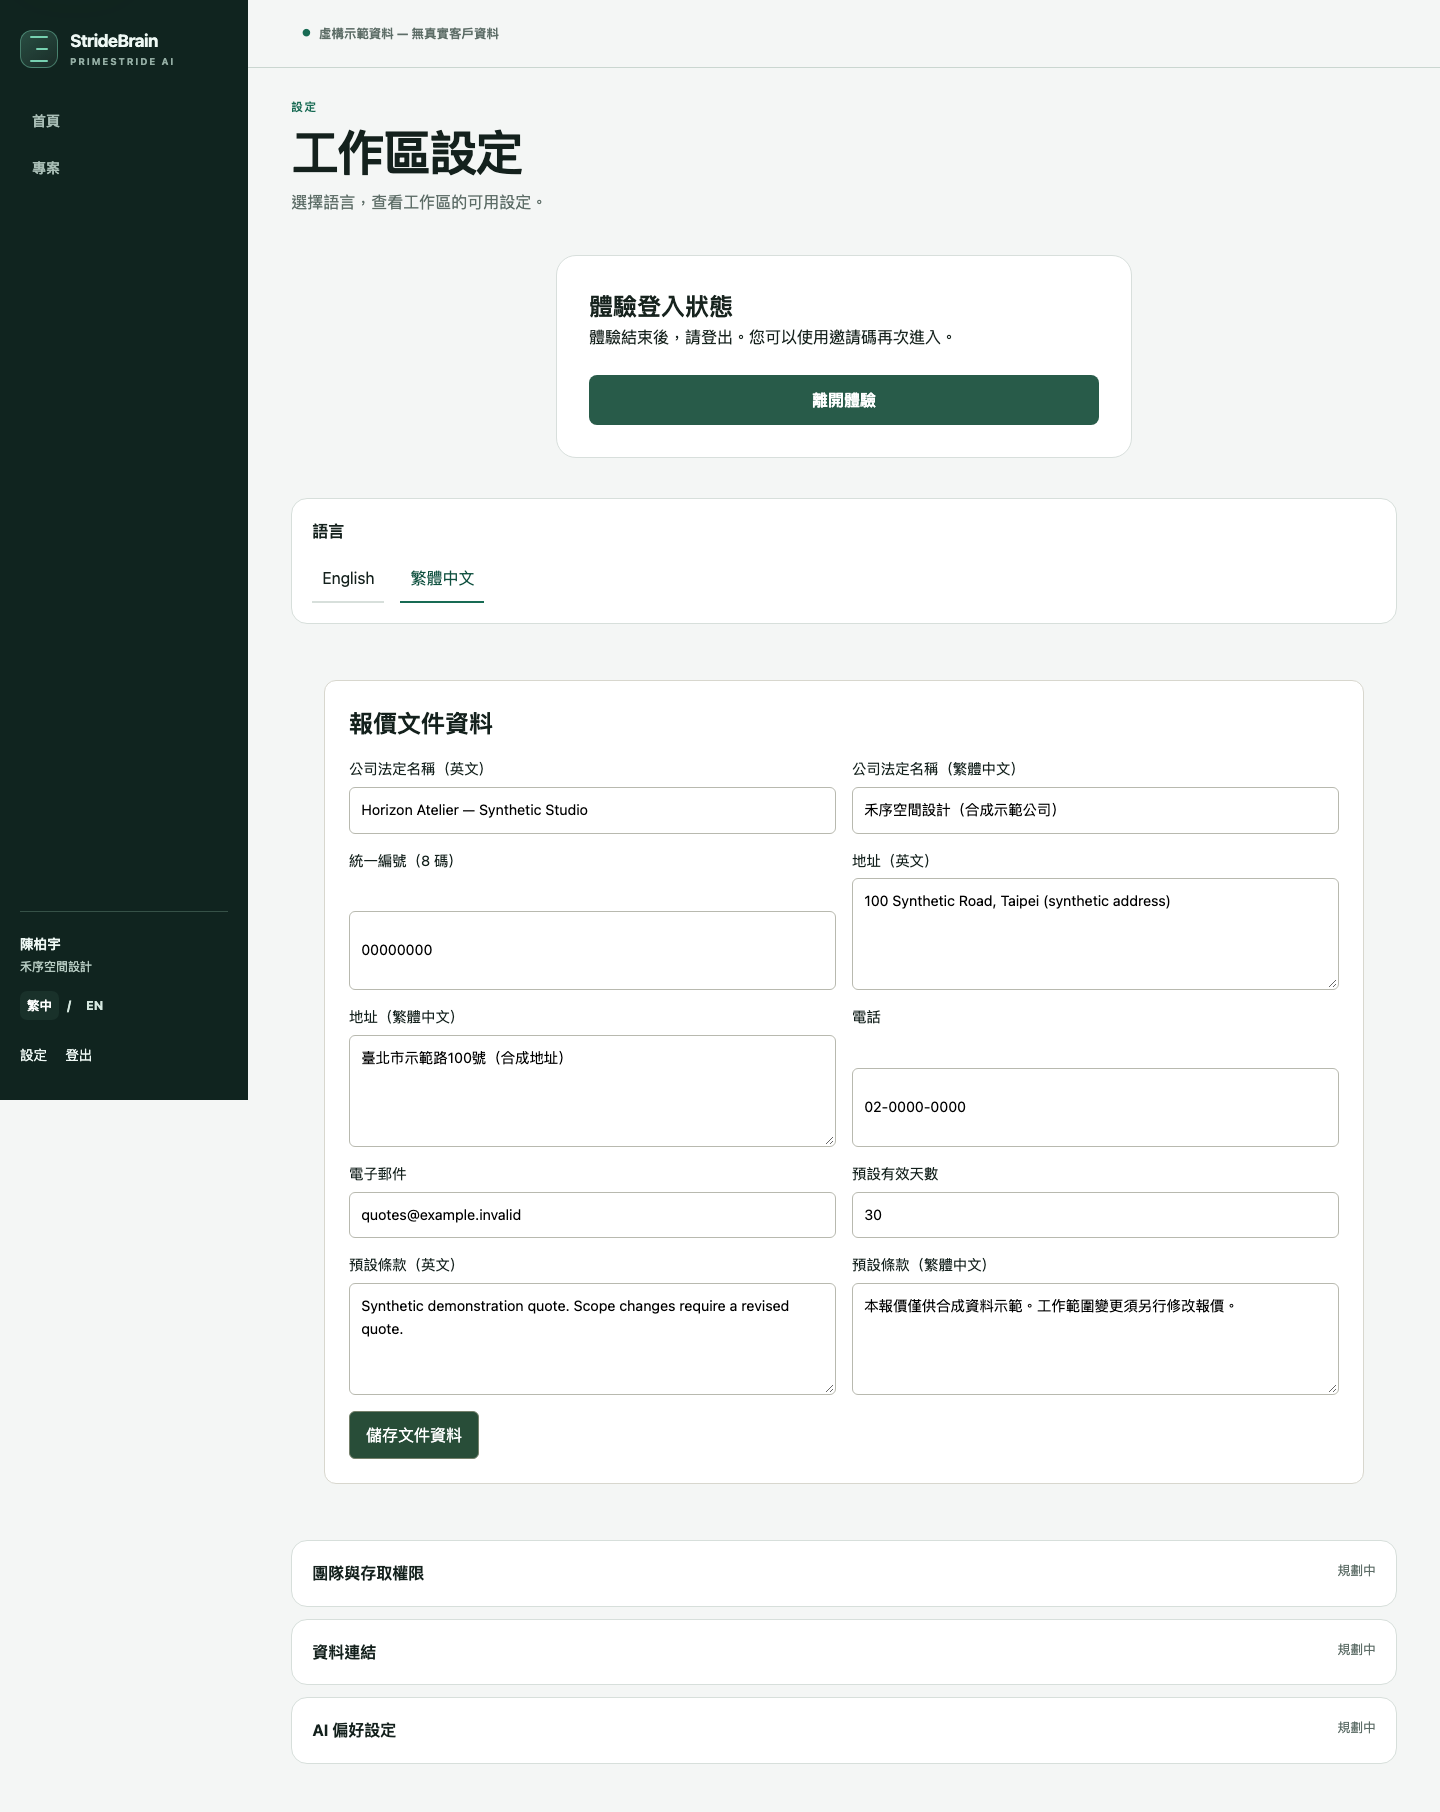 StrideBrain
PRIMESTRIDE AI
首頁
專案
陳柏宇
禾序空間設計
繁中 / EN
設定 登出
虛構示範資料 — 無真實客戶資料
設定
工作區設定
選擇語言，查看工作區的可用設定。
體驗登入狀態
體驗結束後，請登出。您可以使用邀請碼再次進入。
離開體驗
語言
English 繁體中文
報價文件資料
公司法定名稱（英文）
Horizon Atelier — Synthetic Studio
公司法定名稱（繁體中文）
禾序空間設計（合成示範公司）
統一編號（8 碼）
00000000
地址（英文）
100 Synthetic Road, Taipei (synthetic address)
地址（繁體中文）
臺北市示範路100號（合成地址）
電話
02-0000-0000
電子郵件
quotes@example.invalid
預設有效天數
30
預設條款（英文）
Synthetic demonstration quote. Scope changes require a revised
quote.
預設條款（繁體中文）
本報價僅供合成資料示範。工作範圍變更須另行修改報價。
儲存文件資料
團隊與存取權限 規劃中
資料連結 規劃中
AI 偏好設定 規劃中